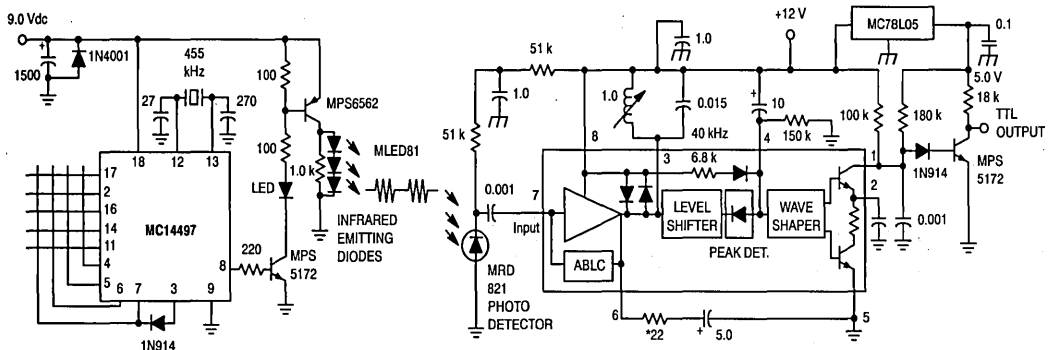 9.0 Vdc
+
1500
1N4001
455
kHz
27
270
100
MPS6562
100
1.0 k
MLED81
LED
18
12
13
17
2
16
14
11
4
5
6
7
3
9
8
MC14497
220
MPS
5172
1N914
INFRARED
EMITTING
DIODES
51 k
51 k
1.0
0.001
7
Input
MRD
821
PHOTO
DETECTOR
1.0
1.0
0.015
40 kHz
8
3
+12 V
+
10
4
150 k
6.8 k
LEVEL
SHIFTER
PEAK DET.
WAVE
SHAPER
ABLC
6
*22
+
5.0
5
MC78L05
0.1
5.0 V
18 k
TTL
OUTPUT
100 k
180 k
1
2
1N914
MPS
5172
0.001